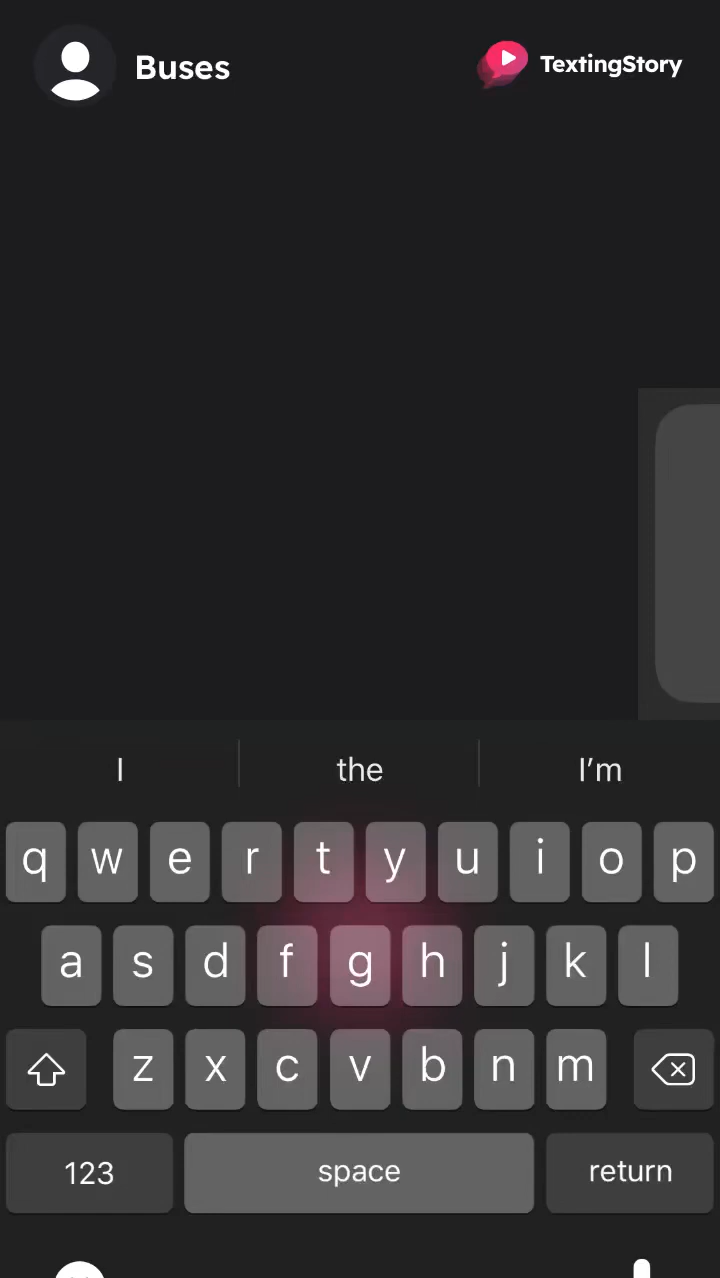 Buses
TextingStory
I the I’m
q w e r t y u i o p
a s d f g h j k l
z x c v b n m
123 space return